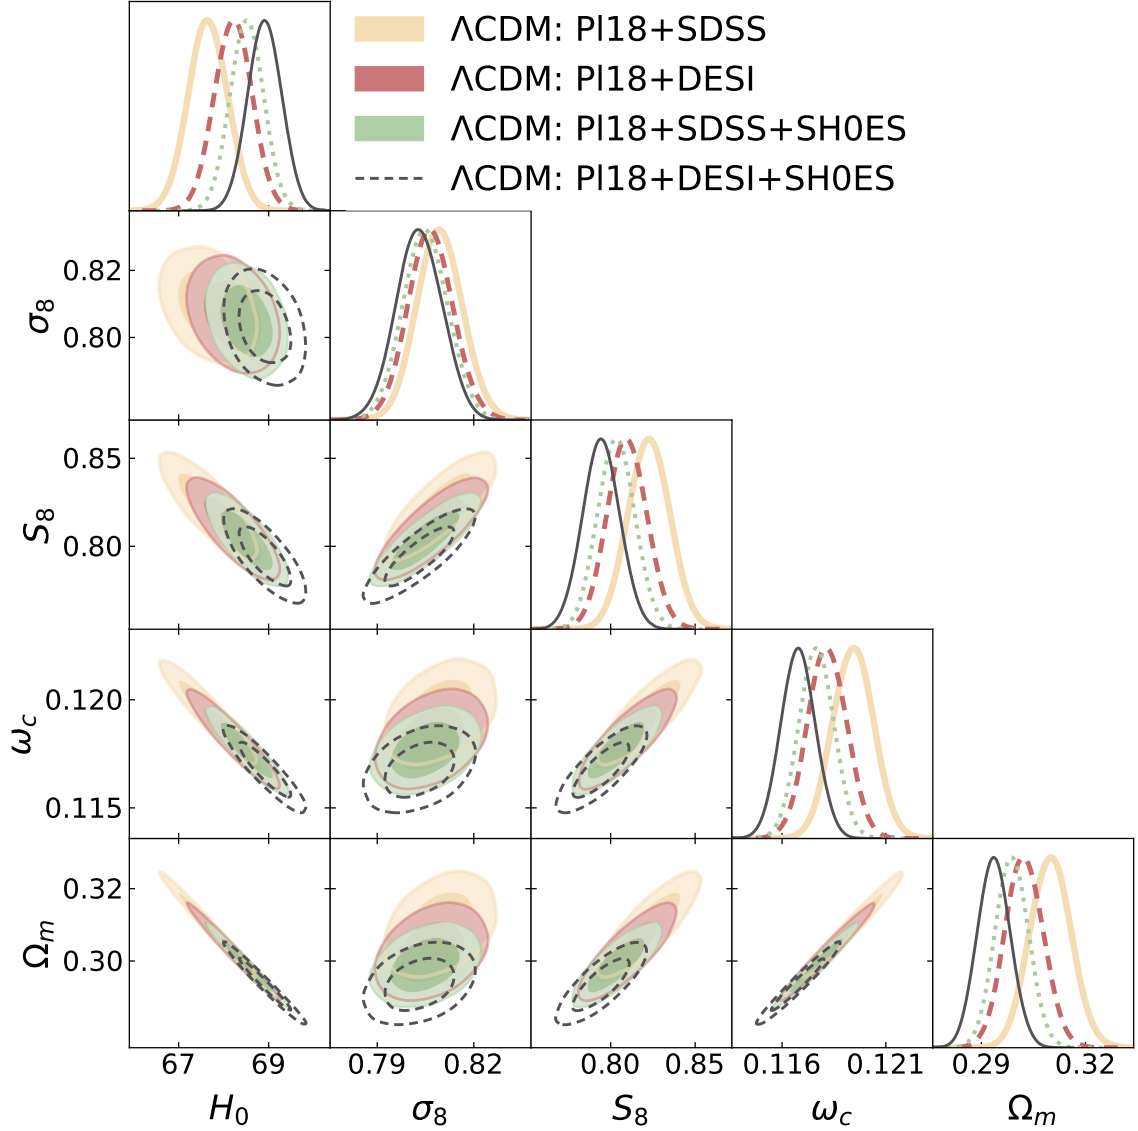 ΛCDM: Pl18+SDSS
ΛCDM: Pl18+DESI
ΛCDM: Pl18+SDSS+SH0ES
ΛCDM: Pl18+DESI+SH0ES
0.82
0.80
σ8
0.85
0.80
S8
0.120
0.115
ωc
0.32
0.30
Ωm
67 69 0.79 0.82 0.80 0.85 0.116 0.121 0.29 0.32
H0 σ8 S8 ωc Ωm